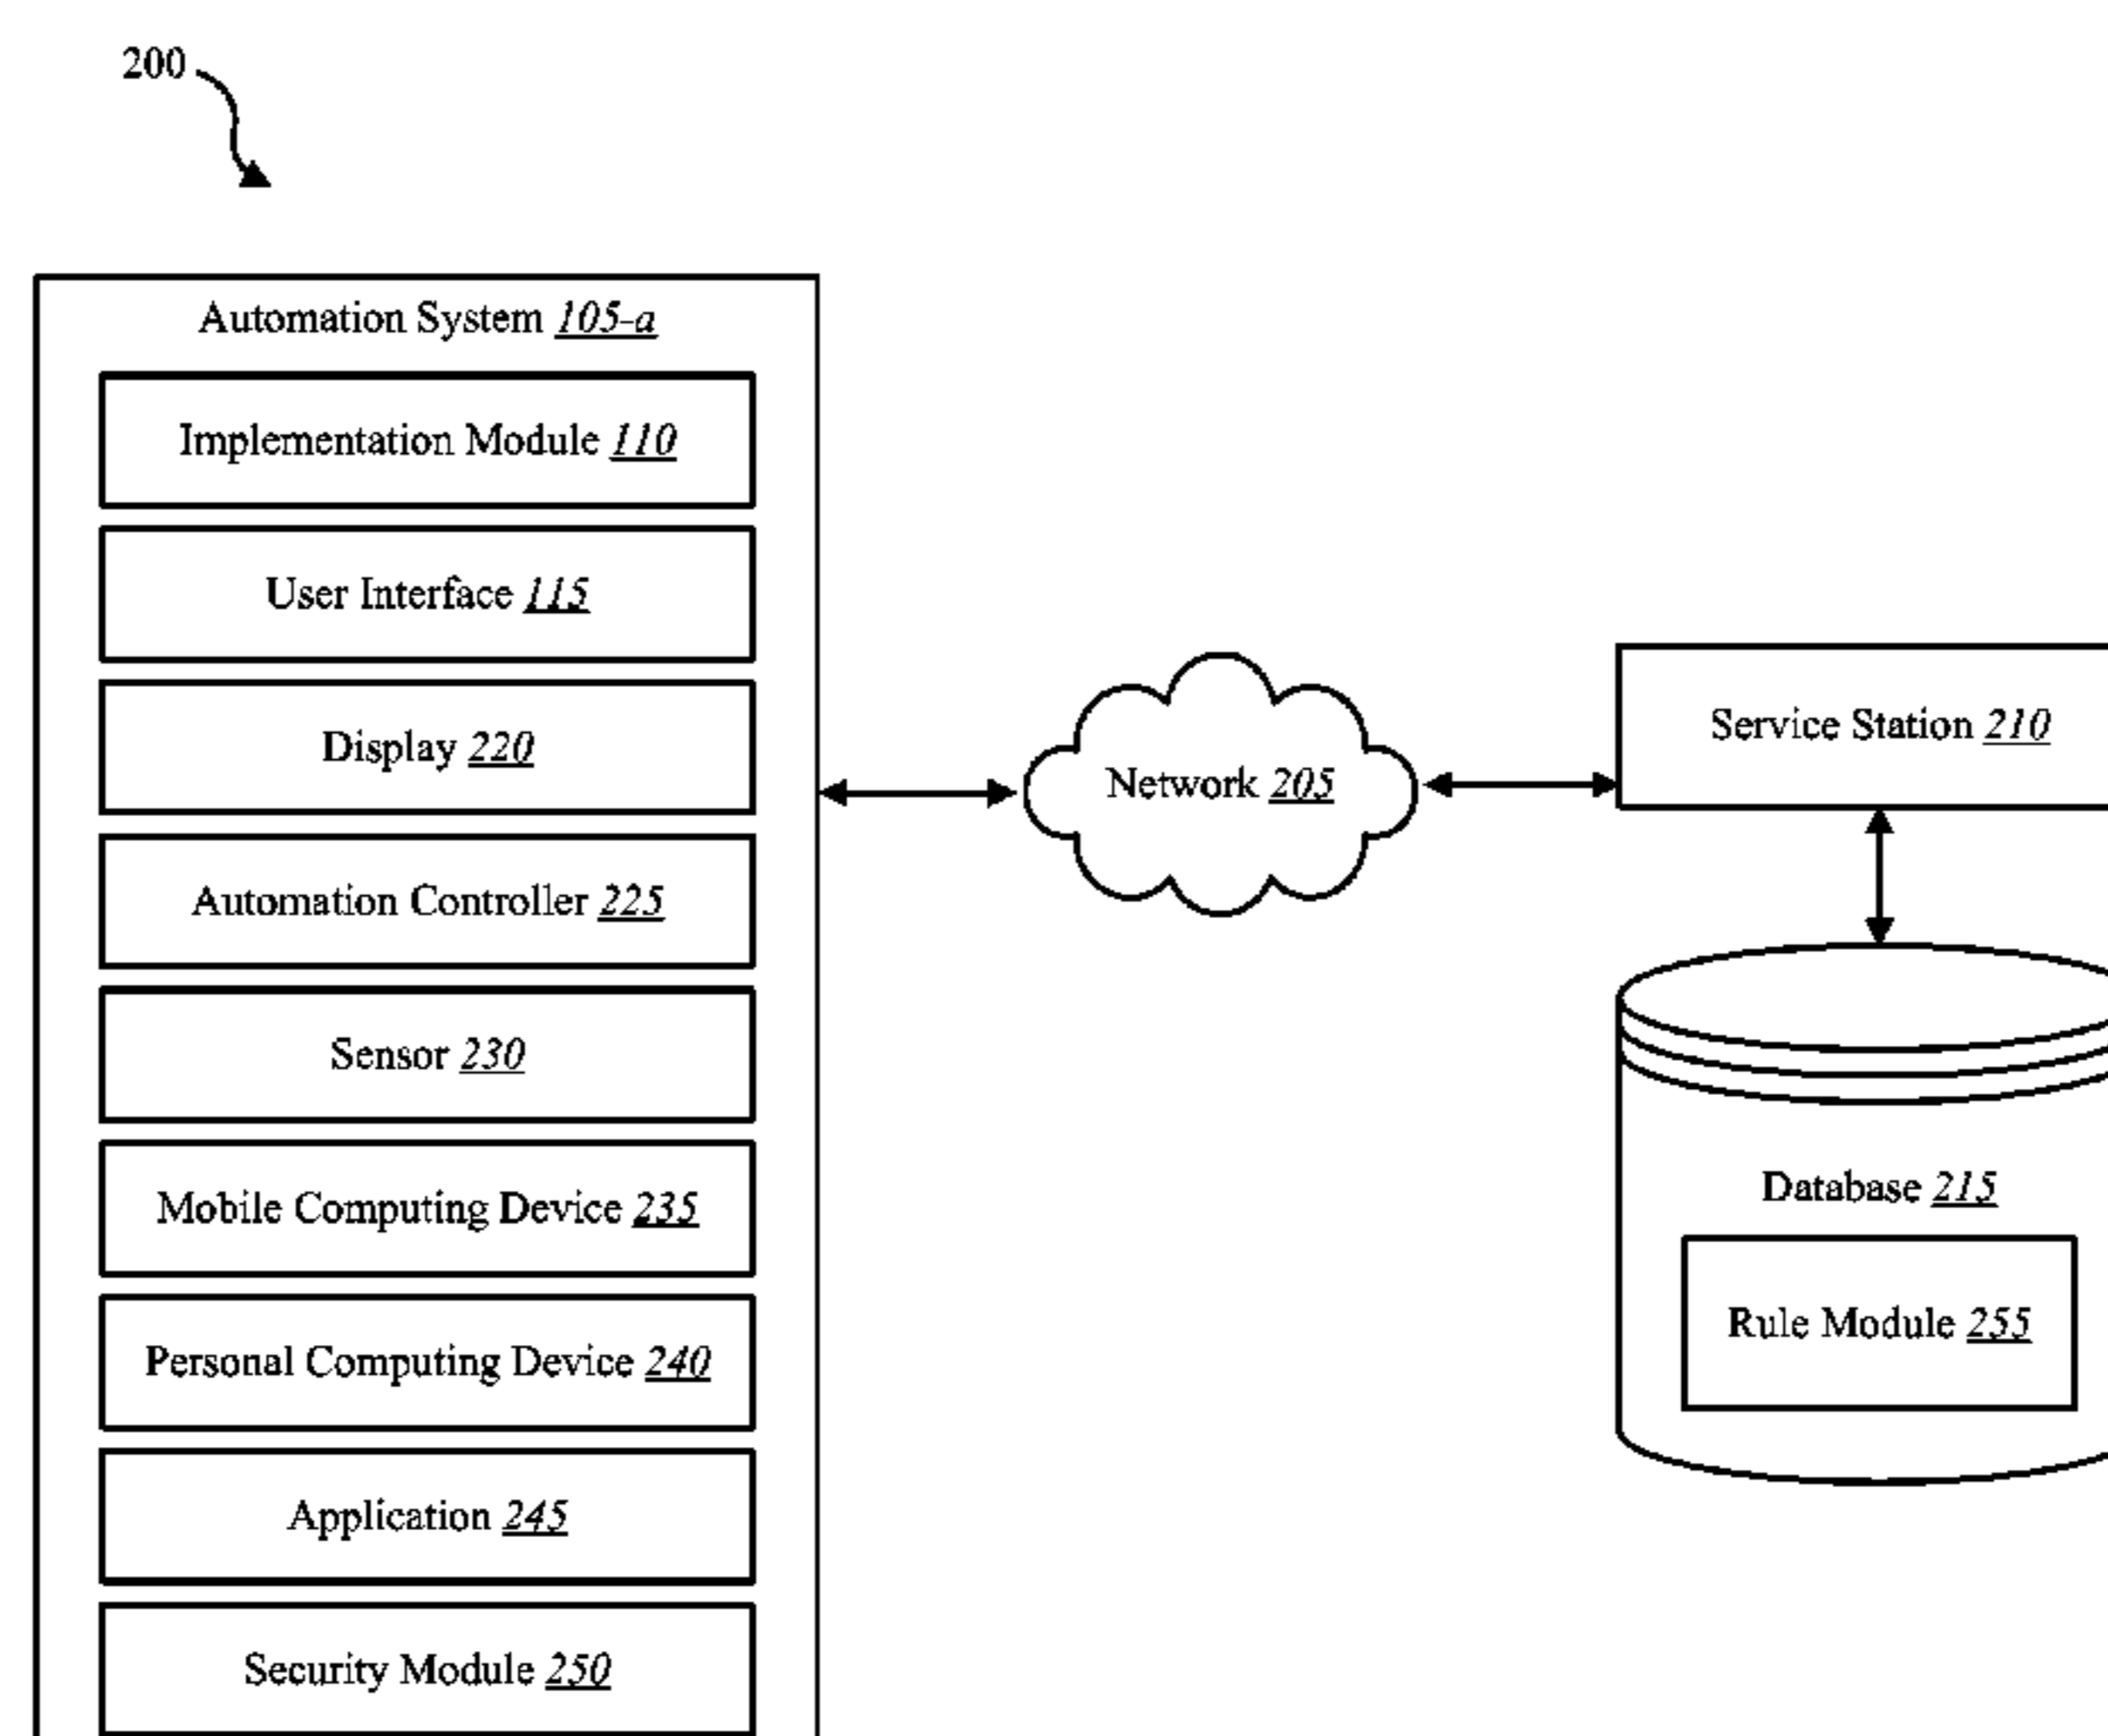 200
Automation System 105-a
Implementation Module 110
User Interface 115
Display 220
Automation Controller 225
Sensor 230
Mobile Computing Device 235
Personal Computing Device 240
Application 245
Security Module 250
Network 205
Service Station 210
Database 215
Rule Module 255